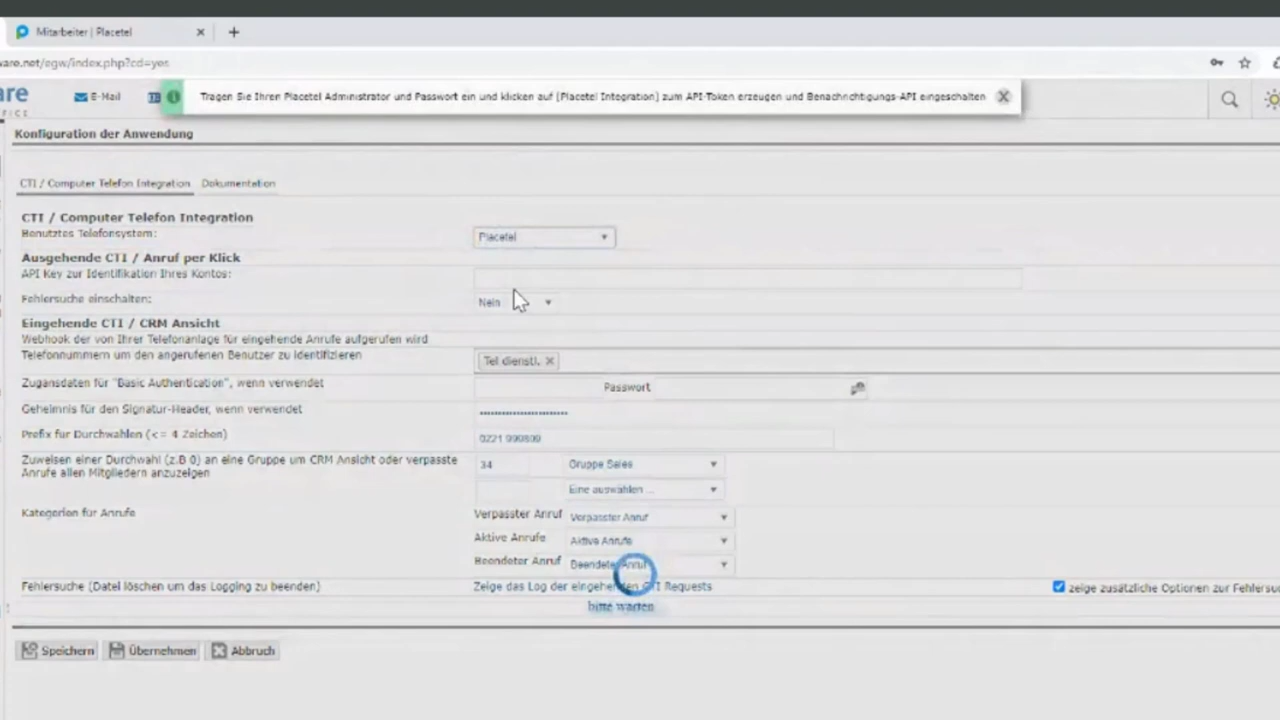 Mitarbeiter | Placetel
ware.net/egw/index.php?cd=yes
are
E-Mail
Tragen Sie Ihren Placetel Administrator und Passwort ein und klicken auf [Placetel Integration] zum API-Token erzeugen und Benachrichtigungs-API eingeschalten
Konfiguration der Anwendung
CTI / Computer Telefon Integration Dokumentation
CTI / Computer Telefon Integration
Benutztes Telefonsystem: Placetel
Ausgehende CTI / Anruf per Klick
API Key zur Identifikation Ihres Kontos:
Fehlersuche einschalten: Nein
Eingehende CTI / CRM Ansicht
Webhook der von Ihrer Telefonanlage für eingehende Anrufe aufgerufen wird
Telefonnummern um den angerufenen Benutzer zu identifizieren Tel dienstl.
Zugansdaten für "Basic Authentication", wenn verwendet Passwort
Geheimnis für den Signatur-Header, wenn verwendet
Prefix für Durchwahlen (<= 4 Zeichen)
Zuweisen einer Durchwahl (z.B 0) an eine Gruppe um CRM Ansicht oder verpasste 34 Gruppe Sales
Anrufe allen Mitgliedern anzuzeigen
Eine auswählen ...
Kategorien für Anrufe Verpasster Anruf Verpasster Anruf
Aktive Anrufe Aktive Anrufe
Beendeter Anruf Beendeter Anruf
Fehlersuche (Datei löschen um das Logging zu beenden) Zeige das Log der eingehenden CTI Requests zeige zusätzliche Optionen zur Fehlersuc
bitte warten
Speichern Übernehmen Abbruch